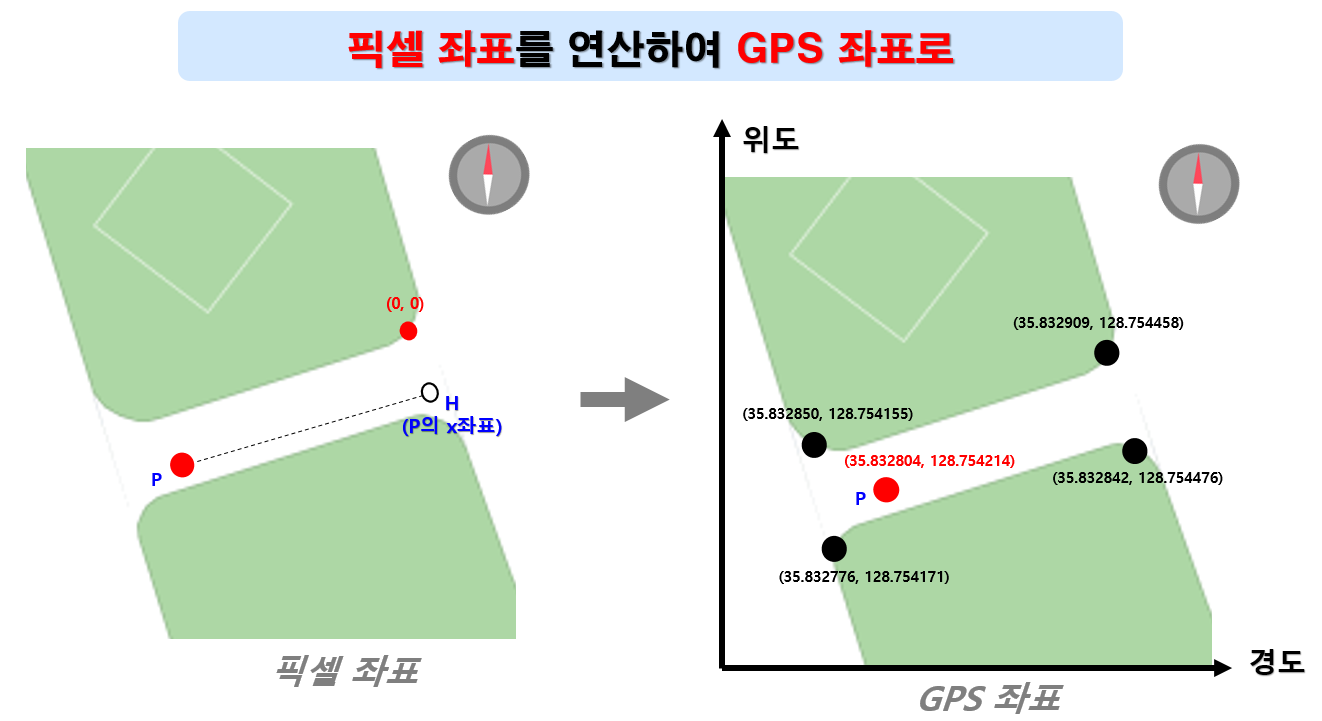 픽셀 좌표를 연산하여 GPS 좌표로
(0, 0)
H
(P의 x좌표)
P
픽셀 좌표
위도
(35.832909, 128.754458)
(35.832850, 128.754155)
(35.832804, 128.754214)
P
(35.832842, 128.754476)
(35.832776, 128.754171)
경도
GPS 좌표